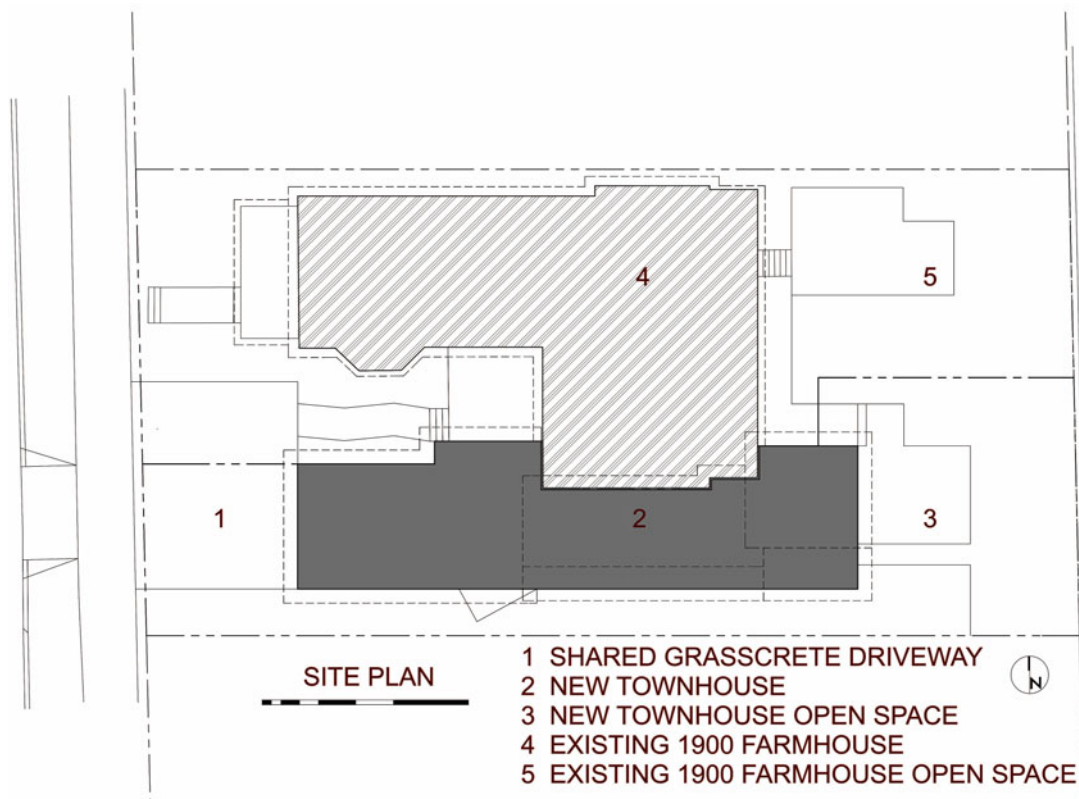 4
5
1
2
3
SITE PLAN
1 SHARED GRASSCRETE DRIVEWAY
2 NEW TOWNHOUSE
3 NEW TOWNHOUSE OPEN SPACE
4 EXISTING 1900 FARMHOUSE
5 EXISTING 1900 FARMHOUSE OPEN SPACE
N